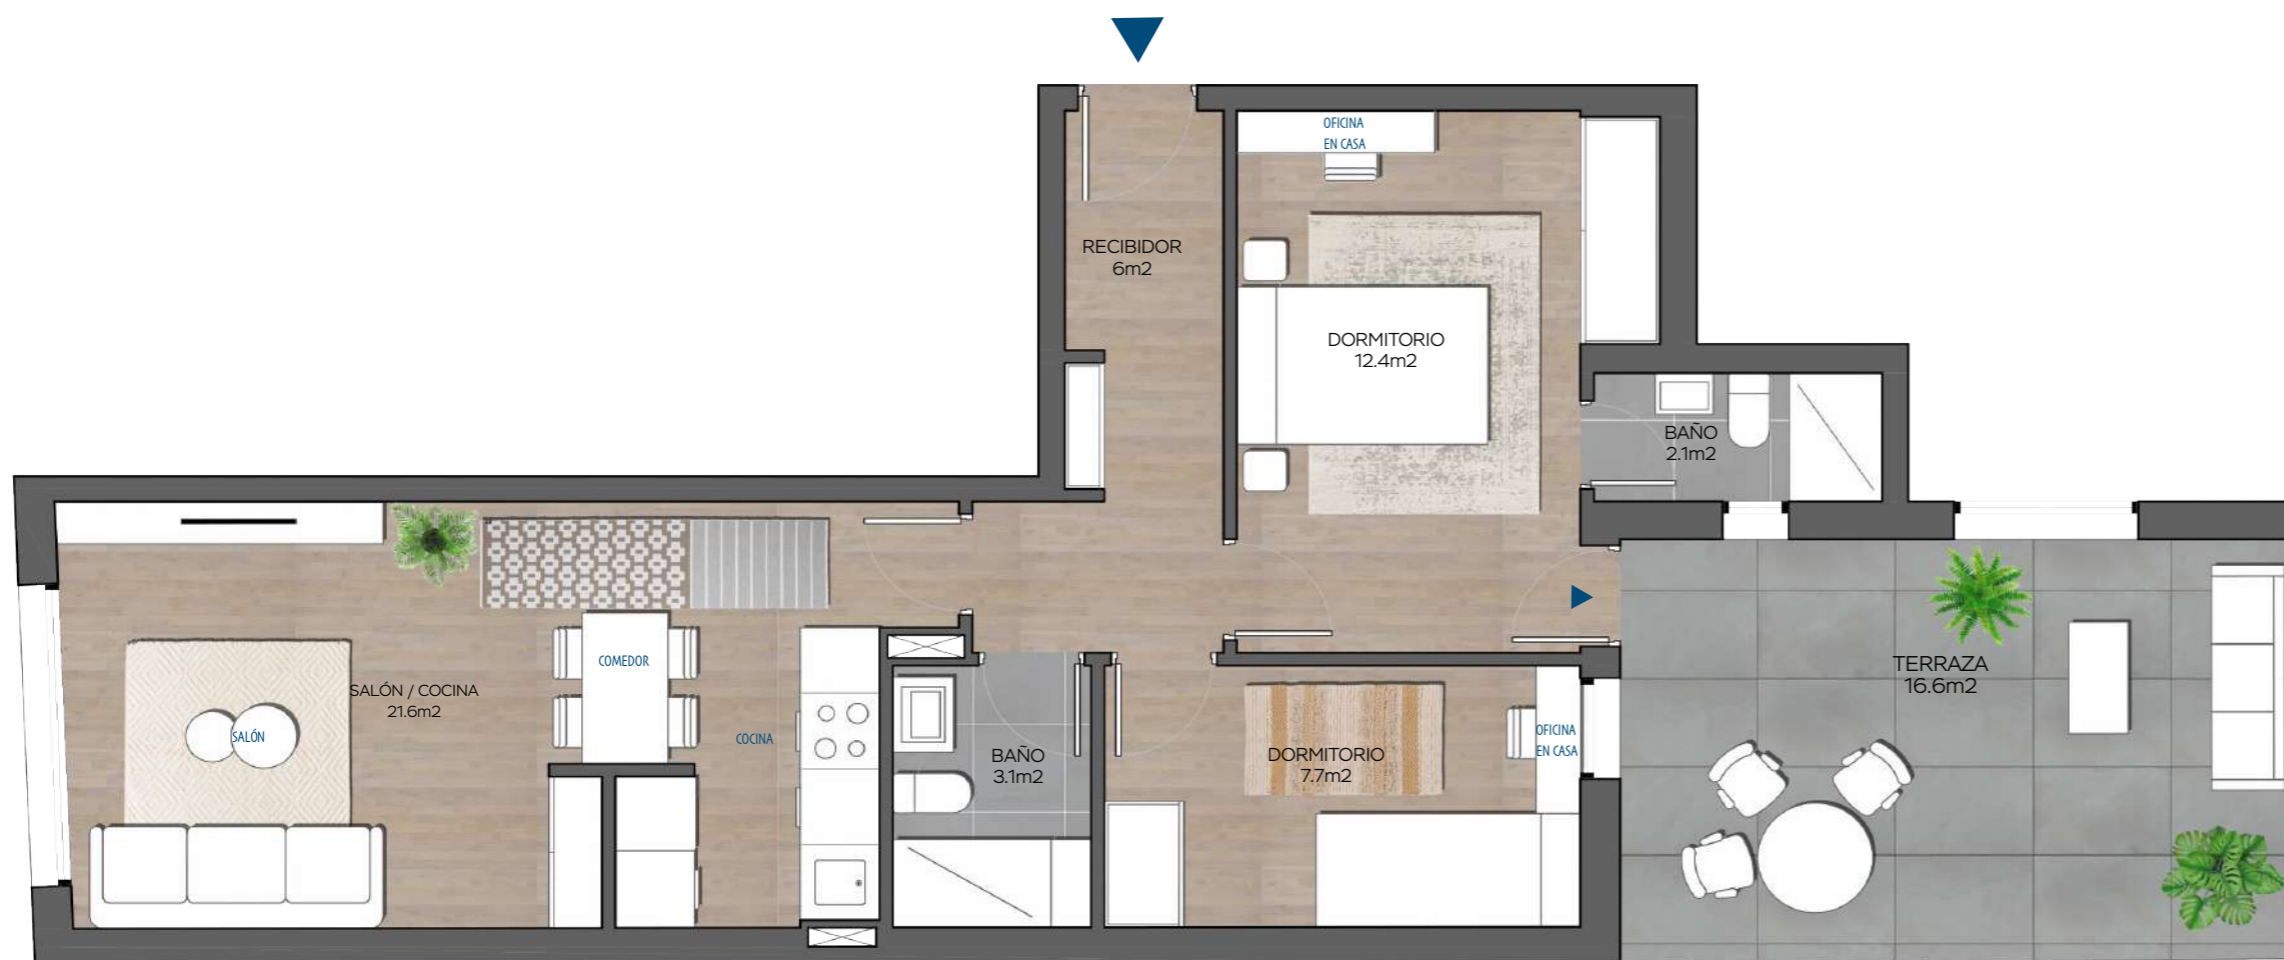 OFICINA
EN CASA
RECIBIDOR
6m2
DORMITORIO
12.4m2
BAÑO
2.1m2
COMEDOR
SALÓN / COCINA
21.6m2
SALÓN
COCINA
BAÑO
3.1m2
DORMITORIO
7.7m2
OFICINA
EN CASA
TERRAZA
16.6m2